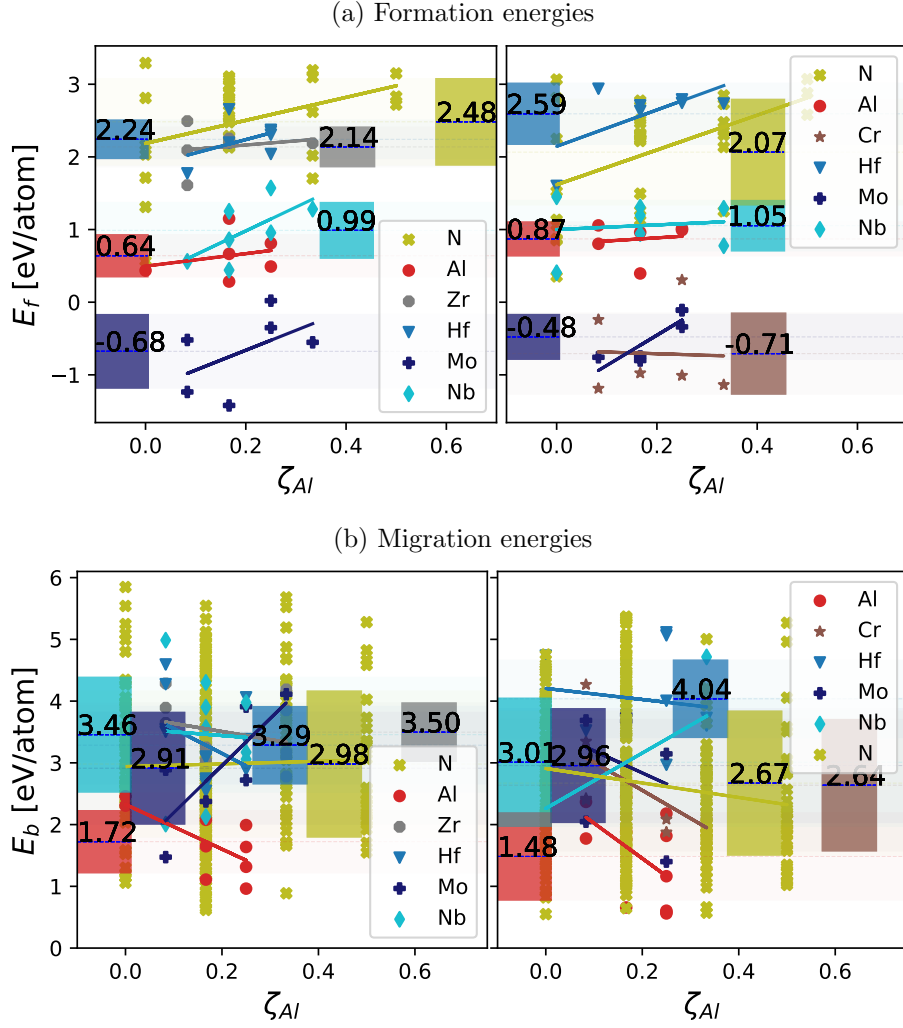 (a) Formation energies
3
2
1
0
−1
E_f [eV/atom]
2.24
0.64
-0.68
2.14
0.99
2.48
N
Al
Zr
Hf
Mo
Nb
0.0 0.2 0.4 0.6
ζ_Al
2.59
0.87
-0.48
2.07
1.05
-0.71
N
Al
Cr
Hf
Mo
Nb
0.0 0.2 0.4 0.6
ζ_Al
(b) Migration energies
6
5
4
3
2
1
0
E_b [eV/atom]
3.46
2.91
3.29
2.98
3.50
1.72
N
Al
Zr
Hf
Mo
Nb
0.0 0.2 0.4 0.6
ζ_Al
3.01
2.96
4.04
2.67
2.64
1.48
Al
Cr
Hf
Mo
Nb
N
0.0 0.2 0.4 0.6
ζ_Al